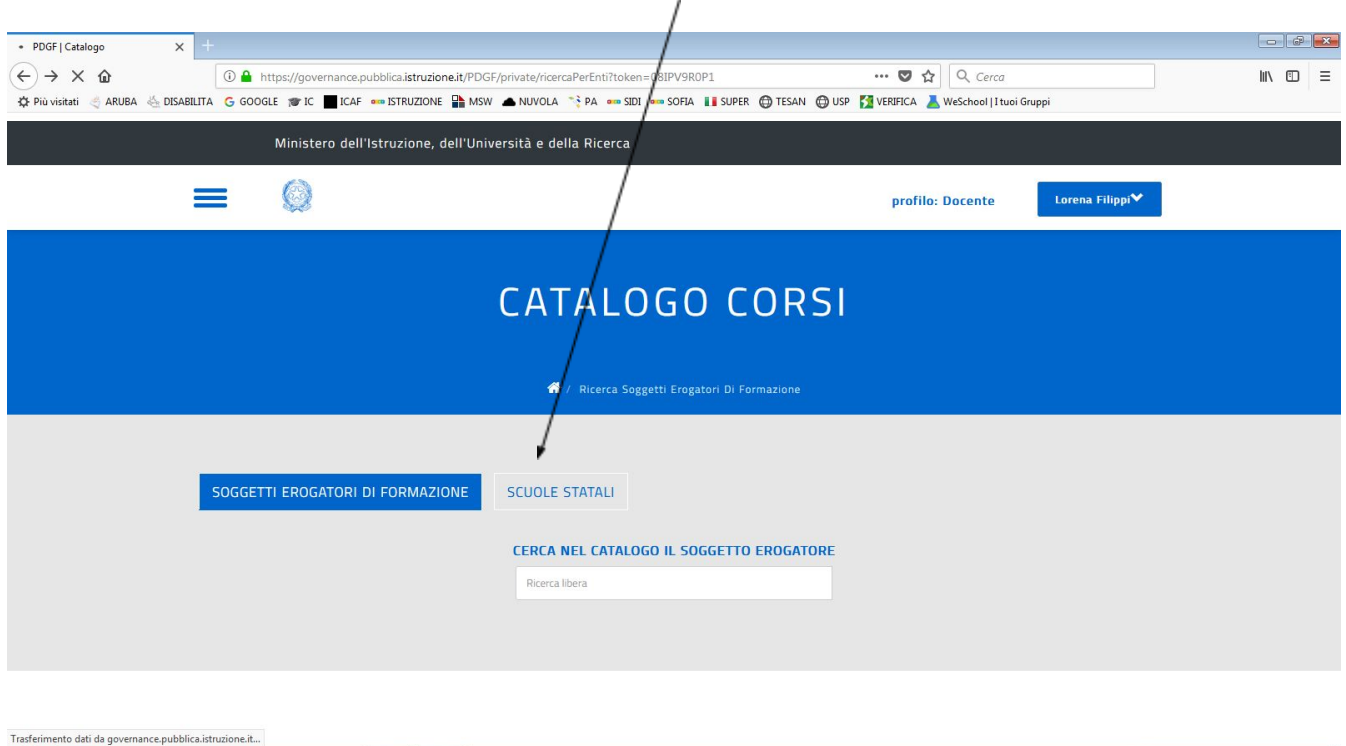 PDGF | Catalogo
https://governance.pubblica.istruzione.it/PDGF/private/ricercaPerEnti?token=08IPV9R0P1
Cerca
Più visitati ARUBA DISABILITA GOOGLE IC ICAF ISTRUZIONE MSW NUVOLA PA SIDI SOFIA SUPER TESAN USP VERIFICA WeSchool | I tuoi Gruppi
Ministero dell'Istruzione, dell'Università e della Ricerca
profilo: Docente
Lorena Filippi
CATALOGO CORSI
/ Ricerca Soggetti Erogatori Di Formazione
SOGGETTI EROGATORI DI FORMAZIONE
SCUOLE STATALI
CERCA NEL CATALOGO IL SOGGETTO EROGATORE
Ricerca libera
Trasferimento dati da governance.pubblica.istruzione.it...